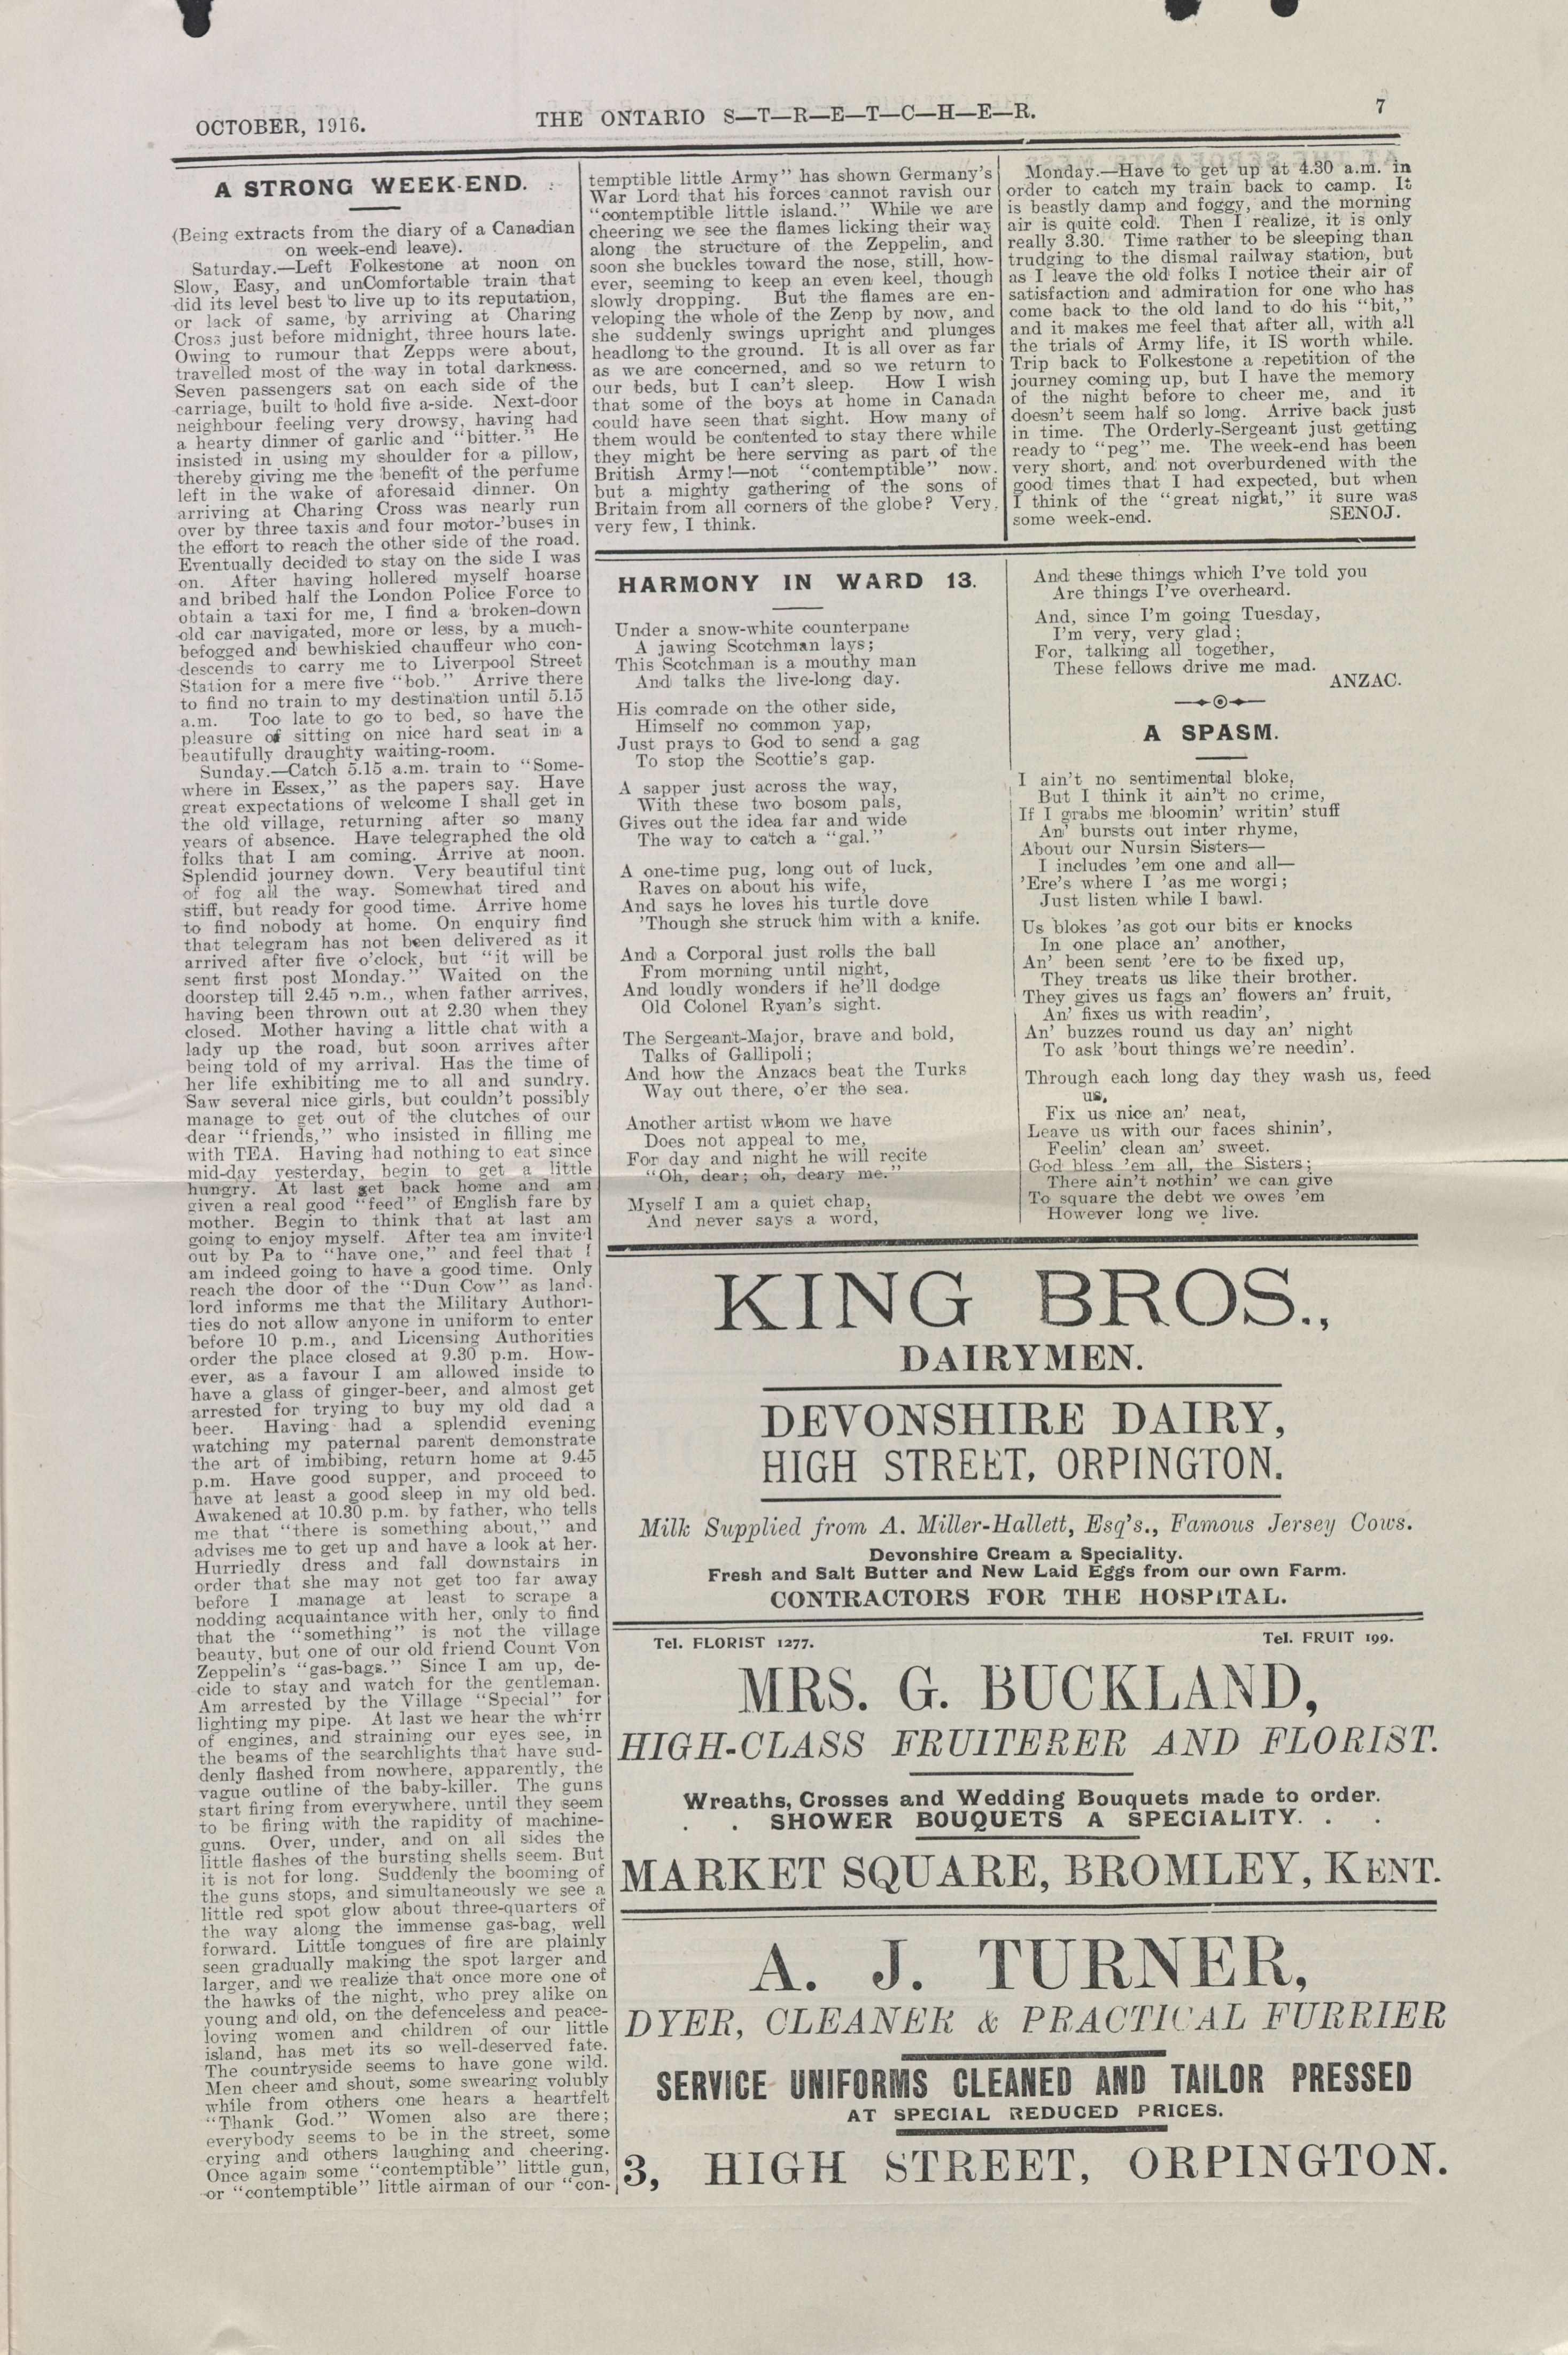 OCTOBER, 1916.
THE ONTARIO S—T—R—E—T—C—H—E—R.
7
A STRONG WEEK-END.
(Being extracts from the diary of a Canadian
on week-end leave).
Saturday.—Left Folkestone at noon on
Slow, Easy, and unComfortable train that
did its level best to live up to its reputation,
or lack of same, by arriving at Charing
Cross just before midnight, three hours late.
Owing to rumour that Zepps were about,
travelled most of the way in total darkness.
Seven passengers sat on each side of the
carriage, built to hold five a-side. Next-door
neighbour feeling very drowsy, having had
a hearty dinner of garlic and "bitter." He
insisted in using my shoulder for a pillow,
thereby giving me the benefit of the perfume
left in the wake of aforesaid dinner. On
arriving at Charing Cross was nearly run
over by three taxis and four motor-'buses in
the effort to reach the other side of the road.
Eventually decided to stay on the side I was
on. After having hollered myself hoarse
and bribed half the London Police Force to
obtain a taxi for me, I find a broken-down
old car navigated, more or less, by a much-
befogged and bewhiskied chauffeur who con-
descends to carry me to Liverpool Street
Station for a mere five "bob." Arrive there
to find no train to my destination until 5.15
a.m. Too late to go to bed, so have the
pleasure of sitting on nice hard seat in a
beautifully draughty waiting-room.
Sunday.—Catch 5.15 a.m. train to "Some-
where in Essex," as the papers say. Have
great expectations of welcome I shall get in
the old village, returning after so many
years of absence. Have telegraphed the old
folks that I am coming. Arrive at noon.
Splendid journey down. Very beautiful tint
of fog all the way. Somewhat tired and
stiff, but ready for good time. Arrive home
to find nobody at home. On enquiry find
that telegram has not been delivered as it
arrived after five o'clock, but "it will be
sent first post Monday." Waited on the
doorstep till 2.45 p.m., when father arrives,
having been thrown out at 2.30 when they
closed. Mother having a little chat with a
lady up the road, but soon arrives after
being told of my arrival. Has the time of
her life exhibiting me to all and sundry.
Saw several nice girls, but couldn't possibly
manage to get out of the clutches of our
dear "friends," who insisted in filling me
with TEA. Having had nothing to eat since
mid-day yesterday, begin to get a little
hungry. At last get back home and am
given a real good "feed" of English fare by
mother. Begin to think that at last am
going to enjoy myself. After tea am invited
out by Pa to "have one," and feel that I
am indeed going to have a good time. Only
reach the door of the "Dun Cow" as land-
lord informs me that the Military Authori-
ties do not allow anyone in uniform to enter
before 10 p.m., and Licensing Authorities
order the place closed at 9.30 p.m. How-
ever, as a favour I am allowed inside to
have a glass of ginger-beer, and almost get
arrested for trying to buy my old dad a
beer. Having had a splendid evening
watching my paternal parent demonstrate
the art of imbibing, return home at 9.45
p.m. Have good supper, and proceed to
have at least a good sleep in my old bed.
Awakened at 10.30 p.m. by father, who tells
me that "there is something about," and
advises me to get up and have a look at her.
Hurriedly dress and fall downstairs in
order that she may not get too far away
before I manage at least to scrape a
nodding acquaintance with her, only to find
that the "something" is not the village
beauty, but one of our old friend Count Von
Zeppelin's "gas-bags." Since I am up, de-
cide to stay and watch for the gentleman.
Am arrested by the Village "Special" for
lighting my pipe. At last we hear the whirr
of engines, and straining our eyes see, in
the beams of the searchlights that have sud-
denly flashed from nowhere, apparently, the
vague outline of the baby-killer. The guns
start firing from everywhere, until they seem
to be firing with the rapidity of machine-
guns. Over, under, and on all sides the
little flashes of the bursting shells seem. But
it is not for long. Suddenly the booming of
the guns stops, and simultaneously we see a
little red spot glow about three-quarters of
the way along the immense gas-bag, well
forward. Little tongues of fire are plainly
seen gradually making the spot larger and
larger, and we realize that once more one of
the hawks of the night, who prey alike on
young and old, on the defenceless and peace-
loving women and children of our little
island, has met its so well-deserved fate.
The countryside seems to have gone wild.
Men cheer and shout, some swearing volubly
while from others one hears a heartfelt
"Thank God." Women also are there;
everybody seems to be in the street, some
crying and others laughing and cheering.
Once again some "contemptible" little gun,
or "contemptible" little airman of our "con-
temptible little Army" has shown Germany's
War Lord that his forces cannot ravish our
"contemptible little island." While we are
cheering we see the flames licking their way
along the structure of the Zeppelin, and
soon she buckles toward the nose, still, how-
ever, seeming to keep an even keel, though
slowly dropping. But the flames are en-
veloping the whole of the Zepp by now, and
she suddenly swings upright and plunges
headlong to the ground. It is all over as far
as we are concerned, and so we return to
our beds, but I can't sleep. How I wish
that some of the boys at home in Canada
could have seen that sight. How many of
them would be contented to stay there while
they might be here serving as part of the
British Army!—not "contemptible" now.
but a mighty gathering of the sons of
Britain from all corners of the globe? Very,
very few, I think.
Monday.—Have to get up at 4.30 a.m. in
order to catch my train back to camp. It
is beastly damp and foggy, and the morning
air is quite cold. Then I realize, it is only
really 3.30. Time rather to be sleeping than
trudging to the dismal railway station, but
as I leave the old folks I notice their air of
satisfaction and admiration for one who has
come back to the old land to do his "bit,"
and it makes me feel that after all, with all
the trials of Army life, it IS worth while.
Trip back to Folkestone a repetition of the
journey coming up, but I have the memory
of the night before to cheer me, and it
doesn't seem half so long. Arrive back just
in time. The Orderly-Sergeant just getting
ready to "peg" me. The week-end has been
very short, and not overburdened with the
good times that I had expected, but when
I think of the "great night," it sure was
some week-end. SENOJ.
HARMONY IN WARD 13.
Under a snow-white counterpane
A jawing Scotchman lays;
This Scotchman is a mouthy man
And talks the live-long day.
His comrade on the other side,
Himself no common yap,
Just prays to God to send a gag
To stop the Scottie's gap.
A sapper just across the way,
With these two bosom pals,
Gives out the idea far and wide
The way to catch a "gal."
A one-time pug, long out of luck,
Raves on about his wife,
And says he loves his turtle dove
'Though she struck him with a knife.
And a Corporal just rolls the ball
From morning until night,
And loudly wonders if he'll dodge
Old Colonel Ryan's sight.
The Sergeant-Major, brave and bold,
Talks of Gallipoli;
And how the Anzacs beat the Turks
Way out there, o'er the sea.
Another artist whom we have
Does not appeal to me,
For day and night he will recite
"Oh, dear; oh, deary me."
Myself I am a quiet chap,
And never says a word,
And these things which I've told you
Are things I've overheard.
And, since I'm going Tuesday,
I'm very, very glad;
For, talking all together,
These fellows drive me mad.
ANZAC.
A SPASM.
I ain't no sentimental bloke,
But I think it ain't no crime,
If I grabs me bloomin' writin' stuff
An' bursts out inter rhyme,
About our Nursin Sisters—
I includes 'em one and all—
'Ere's where I 'as me worgi;
Just listen while I bawl.
Us blokes 'as got our bits er knocks
In one place an' another,
An' been sent 'ere to be fixed up,
They treats us like their brother.
They gives us fags an' flowers an' fruit,
An' fixes us with readin',
An' buzzes round us day an' night
To ask 'bout things we're needin'.
Through each long day they wash us, feed
us,
Fix us nice an' neat,
Leave us with our faces shinin',
Feelin' clean an' sweet.
God bless 'em all, the Sisters;
There ain't nothin' we can give
To square the debt we owes 'em
However long we live.
KING BROS.,
DAIRYMEN.
DEVONSHIRE DAIRY,
HIGH STREET, ORPINGTON.
Milk Supplied from A. Miller-Hallett, Esq's., Famous Jersey Cows.
Devonshire Cream a Speciality.
Fresh and Salt Butter and New Laid Eggs from our own Farm.
CONTRACTORS FOR THE HOSPITAL.
Tel. FLORIST 1277. Tel. FRUIT 199.
MRS. G. BUCKLAND,
HIGH-CLASS FRUITERER AND FLORIST.
Wreaths, Crosses and Wedding Bouquets made to order.
. . SHOWER BOUQUETS A SPECIALITY. . .
MARKET SQUARE, BROMLEY, KENT.
A. J. TURNER,
DYER, CLEANER & PRACTICAL FURRIER
SERVICE UNIFORMS CLEANED AND TAILOR PRESSED
AT SPECIAL REDUCED PRICES.
3, HIGH STREET, ORPINGTON.